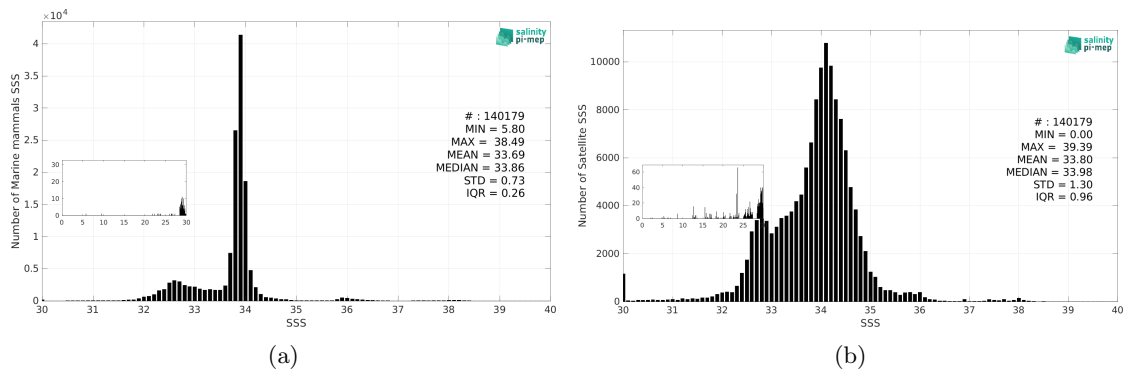 ×10⁴
4
3.5
3
2.5
2
1.5
1
0.5
0
Number of Marine mammals SSS
salinity
pi-mep
# : 140179
MIN = 5.80
MAX = 38.49
MEAN = 33.69
MEDIAN = 33.86
STD = 0.73
IQR = 0.26
30
20
10
0
0 5 10 15 20 25 30
30 31 32 33 34 35 36 37 38 39 40
SSS
(a)
10000
8000
6000
4000
2000
0
Number of Satellite SSS
salinity
pi-mep
# : 140179
MIN = 0.00
MAX = 39.39
MEAN = 33.80
MEDIAN = 33.98
STD = 1.30
IQR = 0.96
60
40
20
0
0 5 10 15 20 25
30 31 32 33 34 35 36 37 38 39 40
SSS
(b)